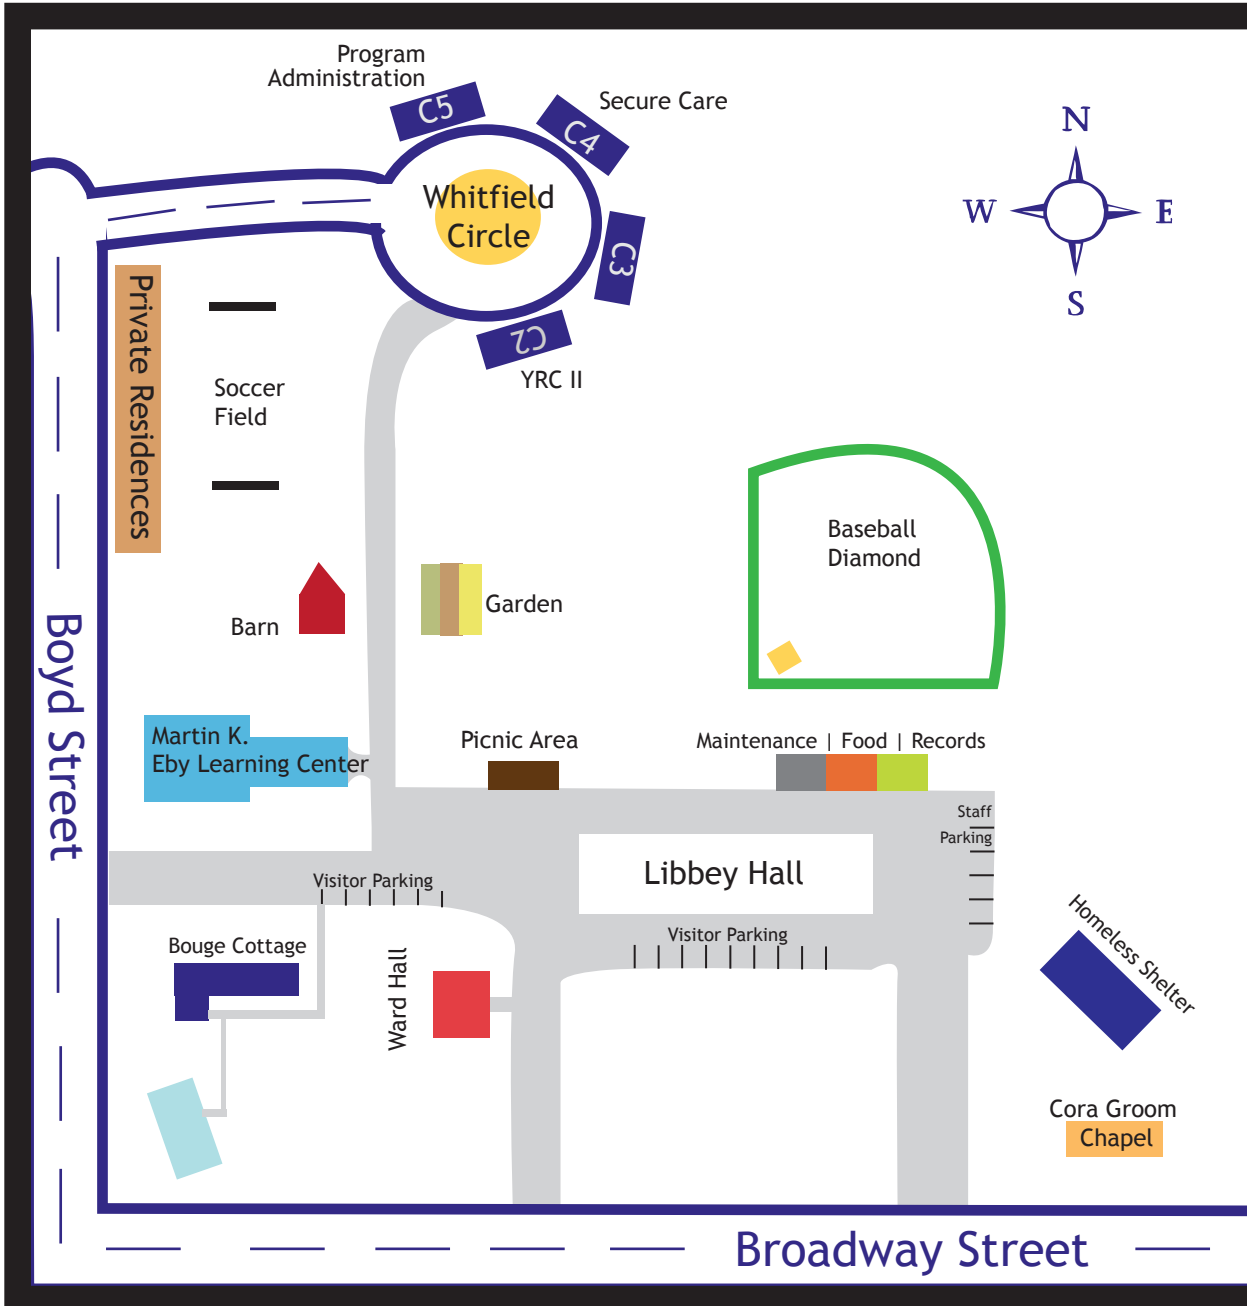 Program
Administration
C5
C4
Secure Care
N
Whitfield
Circle
W
E
C3
S
Private Residences
C2
YRC II
Soccer
Field
Baseball
Diamond
Garden
Barn
Boyd Street
Martin K.
Eby Learning Center
Picnic Area
Maintenance | Food | Records
Staff
Parking
Libbey Hall
Visitor Parking
Visitor Parking
Bouge Cottage
Ward Hall
Homeless Shelter
Cora Groom
Chapel
Broadway Street